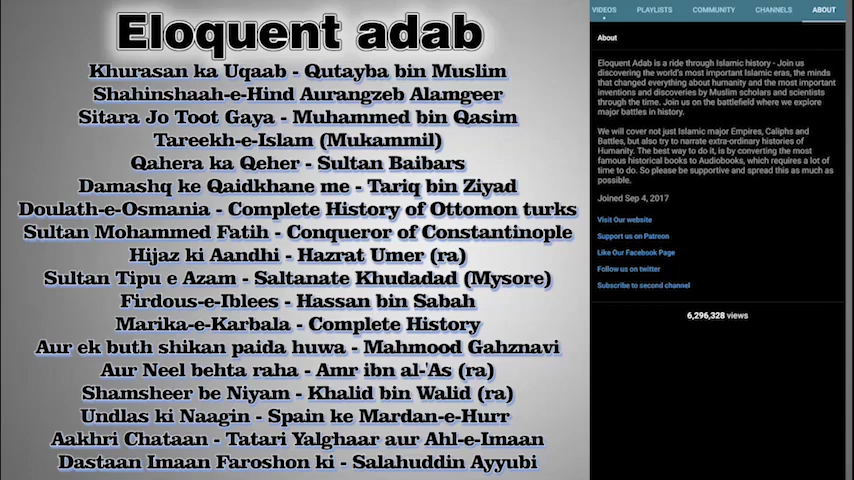 Eloquent adab
Khurasan ka Uqaab - Qutayba bin Muslim
Shahinshaah-e-Hind Aurangzeb Alamgeer
Sitara Jo Toot Gaya - Muhammed bin Qasim
Tareekh-e-Islam (Mukammil)
Qahera ka Qeher - Sultan Baibars
Damashq ke Qaidkhane me - Tariq bin Ziyad
Doulath-e-Osmania - Complete History of Ottomon turks
Sultan Mohammed Fatih - Conqueror of Constantinople
Hijaz ki Aandhi - Hazrat Umer (ra)
Sultan Tipu e Azam - Saltanate Khudadad (Mysore)
Firdous-e-Iblees - Hassan bin Sabah
Marika-e-Karbala - Complete History
Aur ek buth shikan paida huwa - Mahmood Gahznavi
Aur Neel behta raha - Amr ibn al-'As (ra)
Shamsheer be Niyam - Khalid bin Walid (ra)
Undlas ki Naagin - Spain ke Mardan-e-Hurr
Aakhri Chataan - Tatari Yalghaar aur Ahl-e-Imaan
Dastaan Imaan Faroshon ki - Salahuddin Ayyubi
VIDEOS PLAYLISTS COMMUNITY CHANNELS ABOUT
About
Eloquent Adab is a ride through Islamic history - Join us
discovering the world's most important Islamic eras, the minds
that changed everything about humanity and the most important
inventions and discoveries by Muslim scholars and scientists
through the time. Join us on the battlefield where we explore
major battles in history.
We will cover not just Islamic major Empires, Caliphs and
Battles, but also try to narrate extra-ordinary histories of
Humanity. The best way to do it, is by converting the most
famous historical books to Audiobooks, which requires a lot of
time to do. So please be supportive and spread this as much as
possible.
Joined Sep 4, 2017
Visit Our website
Support us on Patreon
Like Our Facebook Page
Follow us on twitter
Subscribe to second channel
6,296,328 views